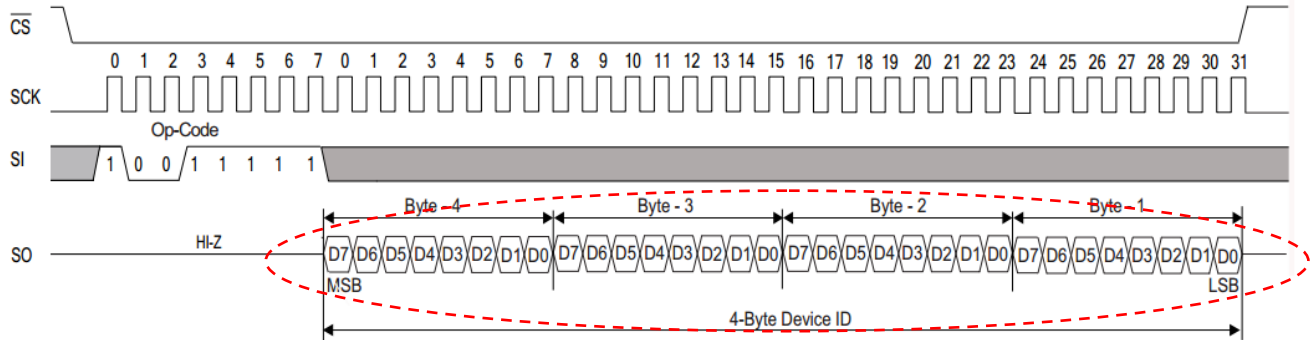 CS
0 1 2 3 4 5 6 7 0 1 2 3 4 5 6 7 8 9 10 11 12 13 14 15 16 17 18 19 20 21 22 23 24 25 26 27 28 29 30 31
SCK
Op-Code
SI 1 0 0 1 1 1 1 1
Byte - 4 Byte - 3 Byte - 2 Byte - 1
SO HI-Z D7 D6 D5 D4 D3 D2 D1 D0 D7 D6 D5 D4 D3 D2 D1 D0 D7 D6 D5 D4 D3 D2 D1 D0 D7 D6 D5 D4 D3 D2 D1 D0
MSB LSB
4-Byte Device ID